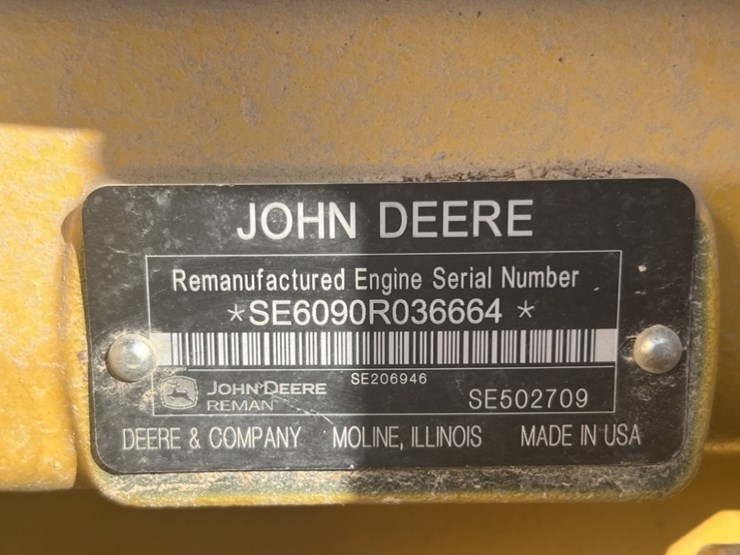 JOHN DEERE
Remanufactured Engine Serial Number
*SE6090R036664 *
SE206946
JOHN DEERE
REMAN
SE502709
DEERE & COMPANY MOLINE, ILLINOIS MADE IN USA